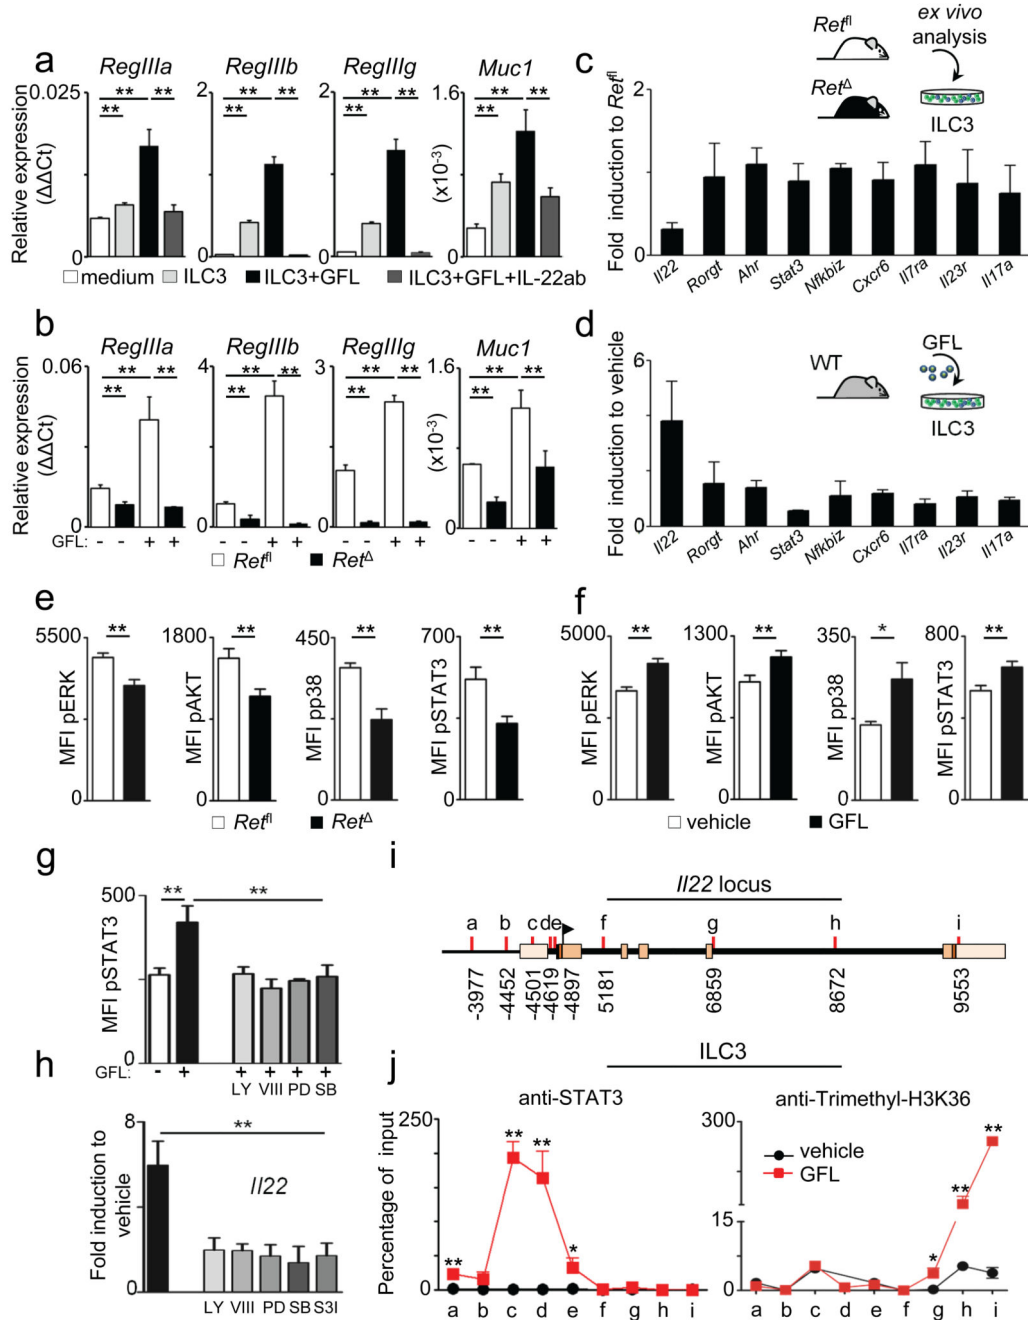 a
RegIIIa
RegIIIb
RegIIIg
Muc1
Relative expression
(ΔΔCt)
0.025
0
2
0
2
0
(x10⁻³)
1.6
0
** ** **
** ** **
** ** **
** ** **
medium ILC3 ILC3+GFL ILC3+GFL+IL-22ab
b
RegIIIa
RegIIIb
RegIIIg
Muc1
Relative expression
(ΔΔCt)
0.06
0
4
0
3
0
(x10⁻³)
1.6
0
** ** **
** ** **
** ** **
** ** **
GFL: - - + + - - + + - - + + - - + +
Retᶠˡ Ret^Δ
c
Retᶠˡ
Ret^Δ
ex vivo
analysis
ILC3
Fold induction to Retᶠˡ
2
1
0
Il22 Rorgt Ahr Stat3 Nfkbiz Cxcr6 Il7ra Il23r Il17a
d
WT
GFL
ILC3
Fold induction to vehicle
6
3
0
Il22 Rorgt Ahr Stat3 Nfkbiz Cxcr6 Il7ra Il23r Il17a
e
MFI pERK
5500
0
**
MFI pAKT
1800
0
**
MFI pp38
450
0
**
MFI pSTAT3
700
0
**
Retᶠˡ Ret^Δ
f
MFI pERK
5000
0
**
MFI pAKT
1300
0
**
MFI pp38
350
0
*
MFI pSTAT3
800
0
**
vehicle GFL
g
MFI pSTAT3
500
0
** **
GFL: - + + + + +
LY VIII PD SB
h
Fold induction to
vehicle
8
4
0
**
Il22
LY VIII PD SB S3I
i
Il22 locus
a b c d e f g h i
-3977 -4452 -4501 -4619 -4897 5181 6859 8672 9553
j
ILC3
anti-STAT3
Percentage of input
250
0
** ** ** *
a b c d e f g h i
anti-Trimethyl-H3K36
300
15
0
vehicle
GFL
* ** **
a b c d e f g h i